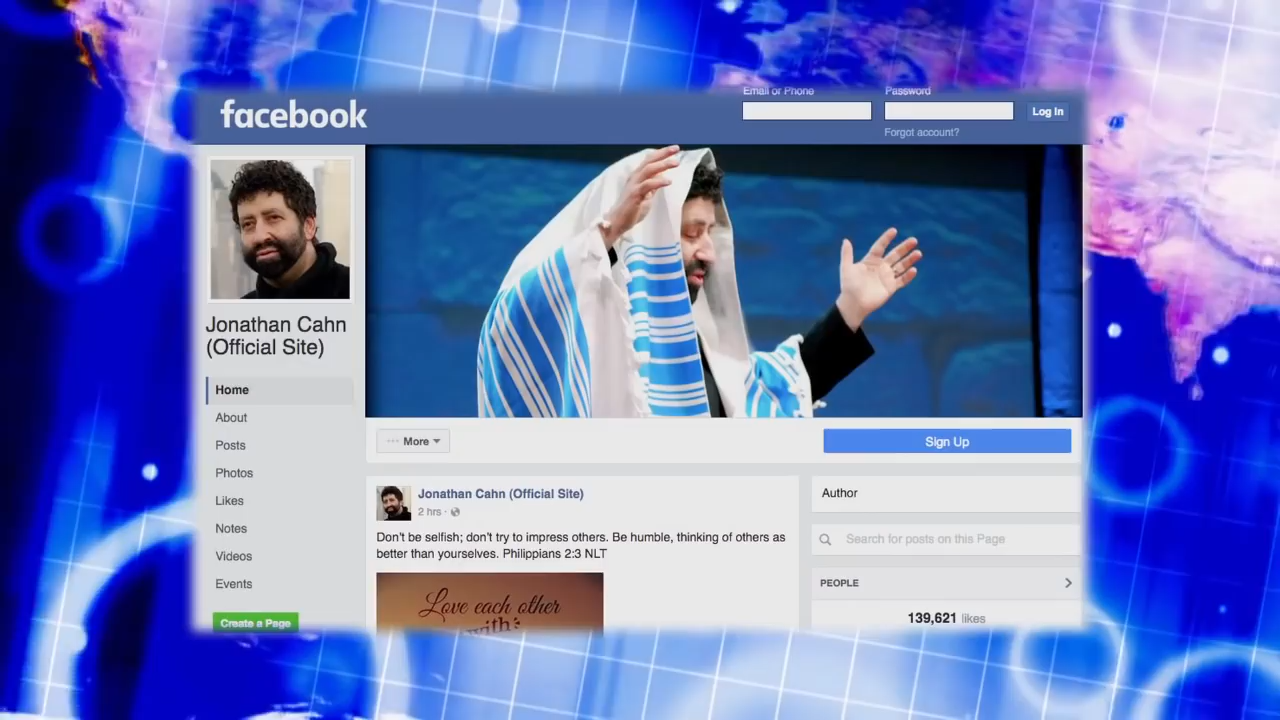 facebook
Email or Phone
Password
Log In
Forgot account?
Jonathan Cahn
(Official Site)
Home
About
Posts
Photos
Likes
Notes
Videos
Events
Create a Page
More
Sign Up
Jonathan Cahn (Official Site)
2 hrs ·
Don't be selfish; don't try to impress others. Be humble, thinking of others as
better than yourselves. Philippians 2:3 NLT
Love each other
with
Author
Search for posts on this Page
PEOPLE
139,621 likes